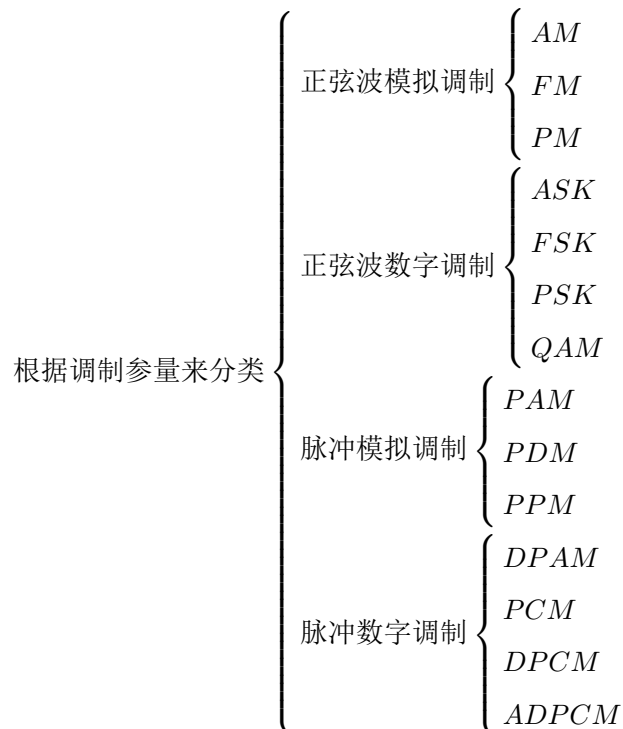 AM
正弦波模拟调制
FM
PM
ASK
正弦波数字调制
FSK
PSK
QAM
根据调制参量来分类
PAM
脉冲模拟调制
PDM
PPM
DPAM
PCM
脉冲数字调制
DPCM
ADPCM